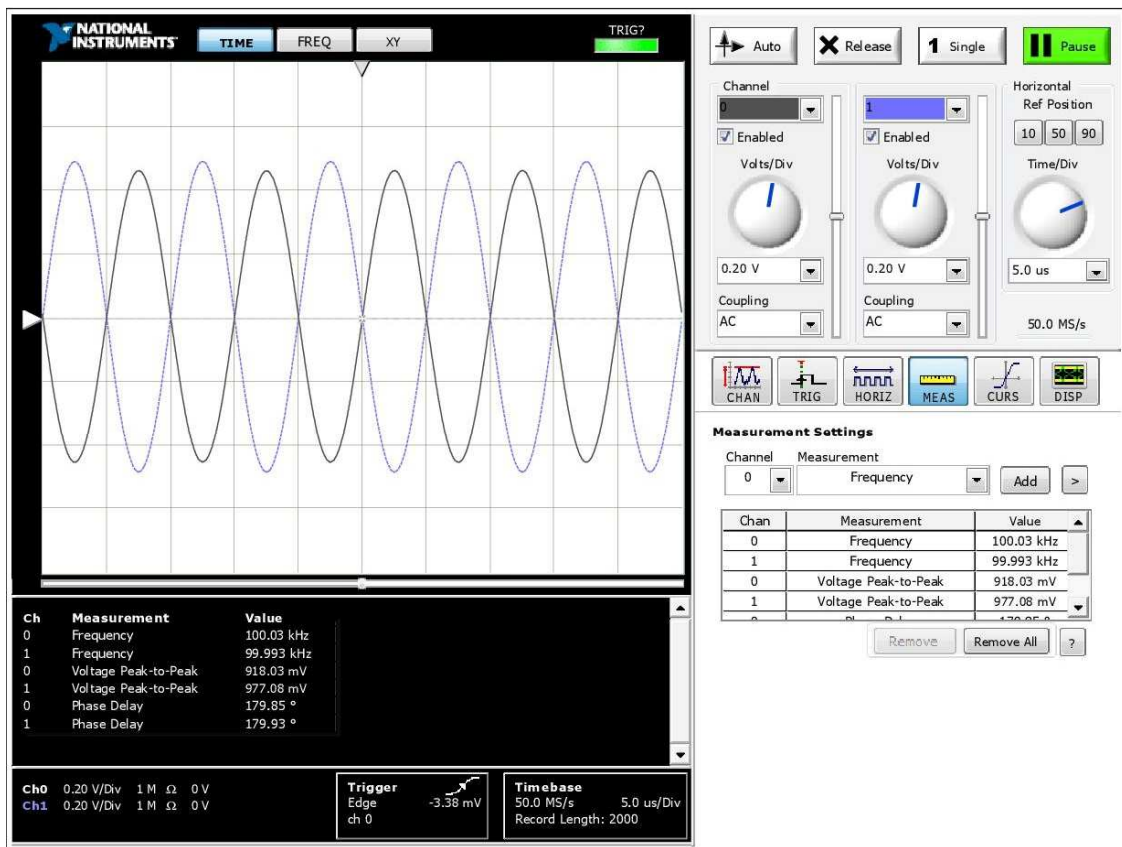 NATIONAL
INSTRUMENTS
TIME FREQ XY
TRIG?
Auto Release 1 Single Pause
Channel
0
Enabled
Volts/Div
0.20 V
Coupling
AC
1
Enabled
Volts/Div
0.20 V
Coupling
AC
Horizontal
Ref Position
10 50 90
Time/Div
5.0 us
50.0 MS/s
CHAN TRIG HORIZ MEAS CURS DISP
Measurement Settings
Channel Measurement
0 Frequency Add >
Chan Measurement Value
0 Frequency 100.03 kHz
1 Frequency 99.993 kHz
0 Voltage Peak-to-Peak 918.03 mV
1 Voltage Peak-to-Peak 977.08 mV
Remove Remove All ?
Ch Measurement Value
0 Frequency 100.03 kHz
1 Frequency 99.993 kHz
0 Voltage Peak-to-Peak 918.03 mV
1 Voltage Peak-to-Peak 977.08 mV
0 Phase Delay 179.85 °
1 Phase Delay 179.93 °
Ch0 0.20 V/Div 1 M Ω 0 V
Ch1 0.20 V/Div 1 M Ω 0 V
Trigger
Edge -3.38 mV
ch 0
Timebase
50.0 MS/s 5.0 us/Div
Record Length: 2000